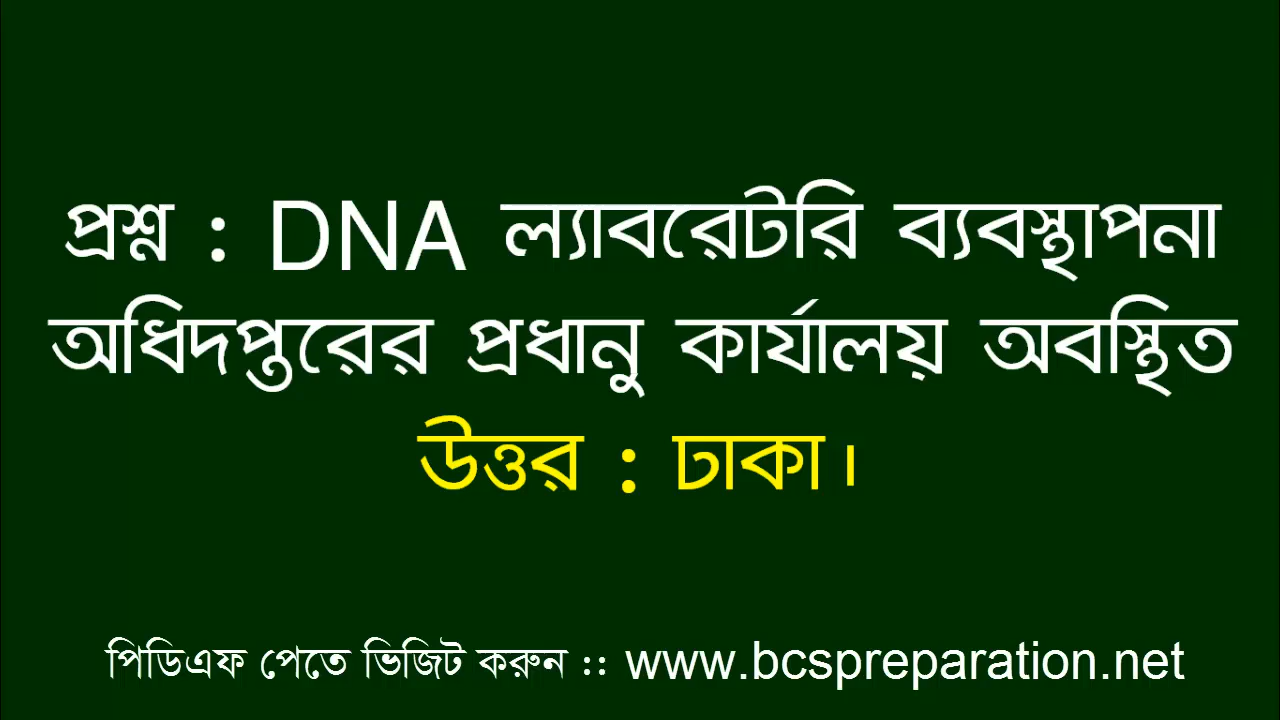 প্রশ্ন : DNA ল্যাবরেটরি ব্যবস্থাপনা
অধিদপ্তরের প্রধানু কার্যালয় অবস্থিত
উত্তর : ঢাকা।
পিডিএফ পেতে ভিজিট করুন :: www.bcspreparation.net